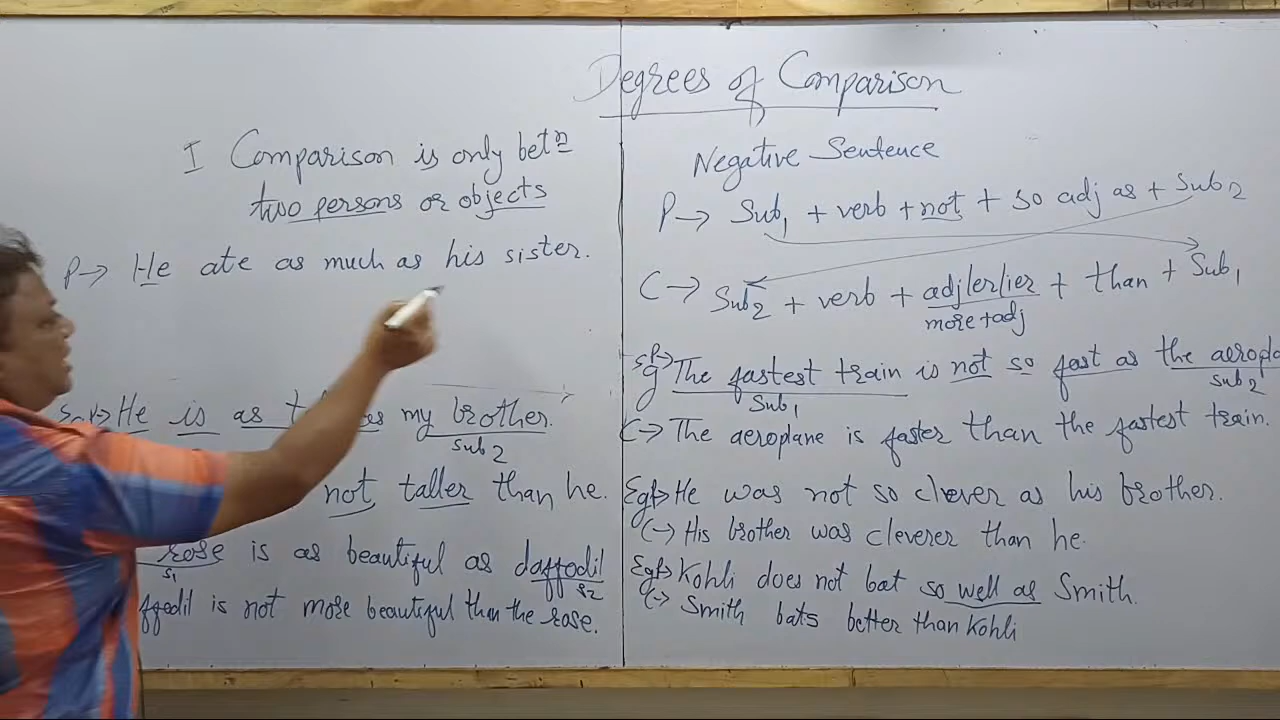 Degrees of Comparison
I Comparison is only betⁿ
two persons or objects
P→ He ate as much as his sister.
He is as my brother.
sub2
not taller than he.
rose is as beautiful as daffodil
S1 S2
ffodil is not more beautiful than the rose.
Negative Sentence
P→ Sub1 + verb + not + so adj as + Sub2
C→ Sub2 + verb + adj/er/ier + than + Sub1
more+adj
The fastest train is not so fast as the aeropla
Sub1 Sub2
C→ The aeroplane is faster than the fastest train.
Eg P→ He was not so clever as his brother.
C→ His brother was cleverer than he.
Eg P→ Kohli does not bat so well as Smith.
C→ Smith bats better than Kohli